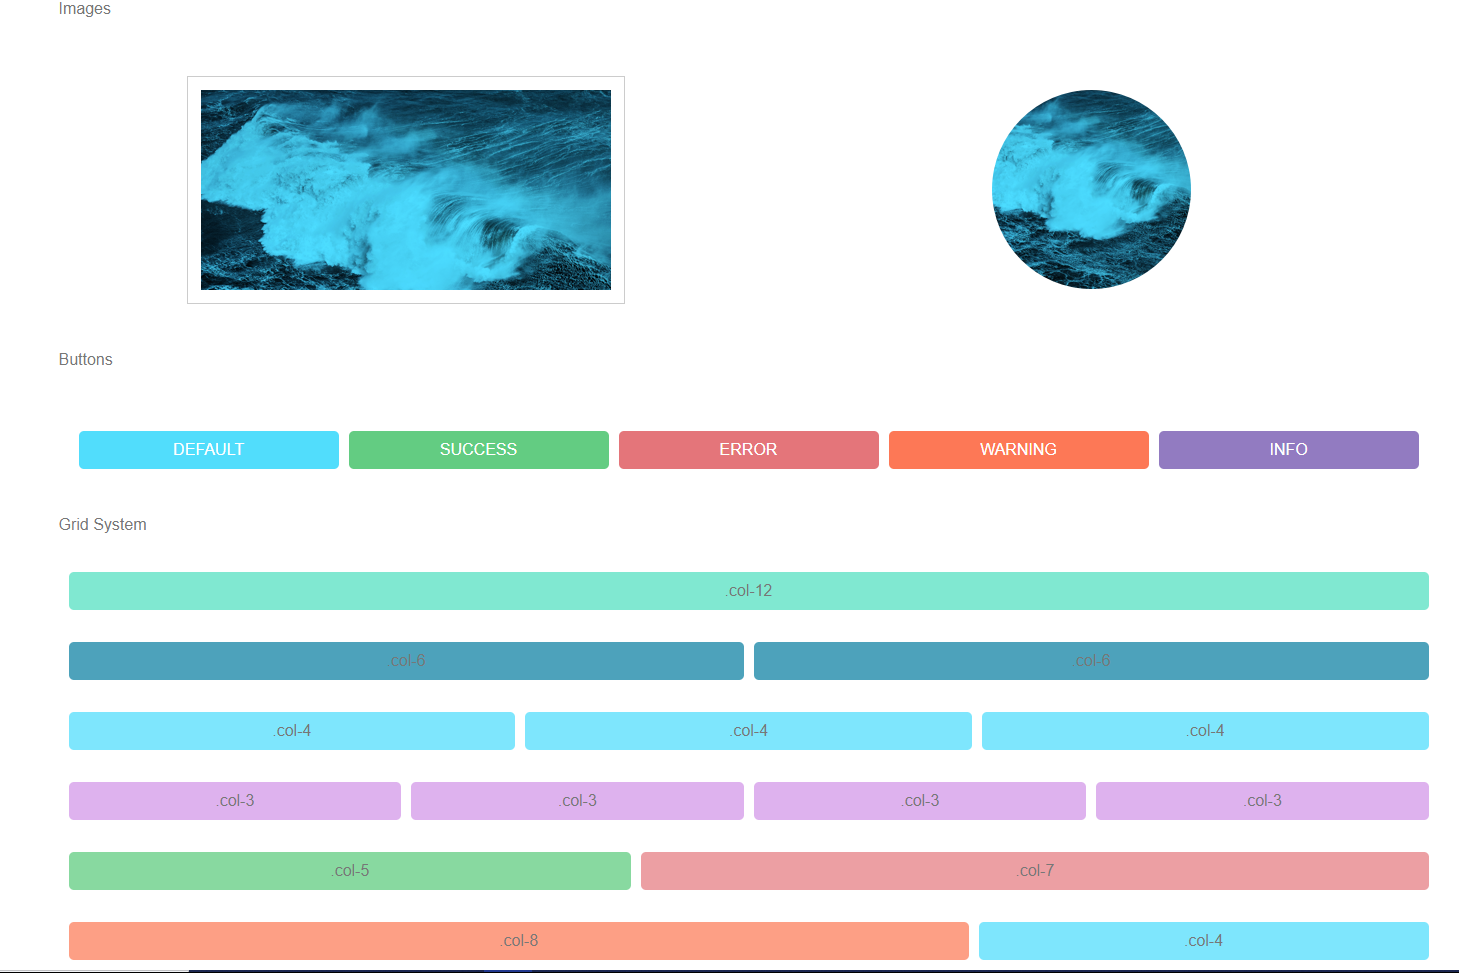 Images
Buttons
DEFAULT SUCCESS ERROR WARNING INFO
Grid System
.col-12
.col-6 .col-6
.col-4 .col-4 .col-4
.col-3 .col-3 .col-3 .col-3
.col-5 .col-7
.col-8 .col-4